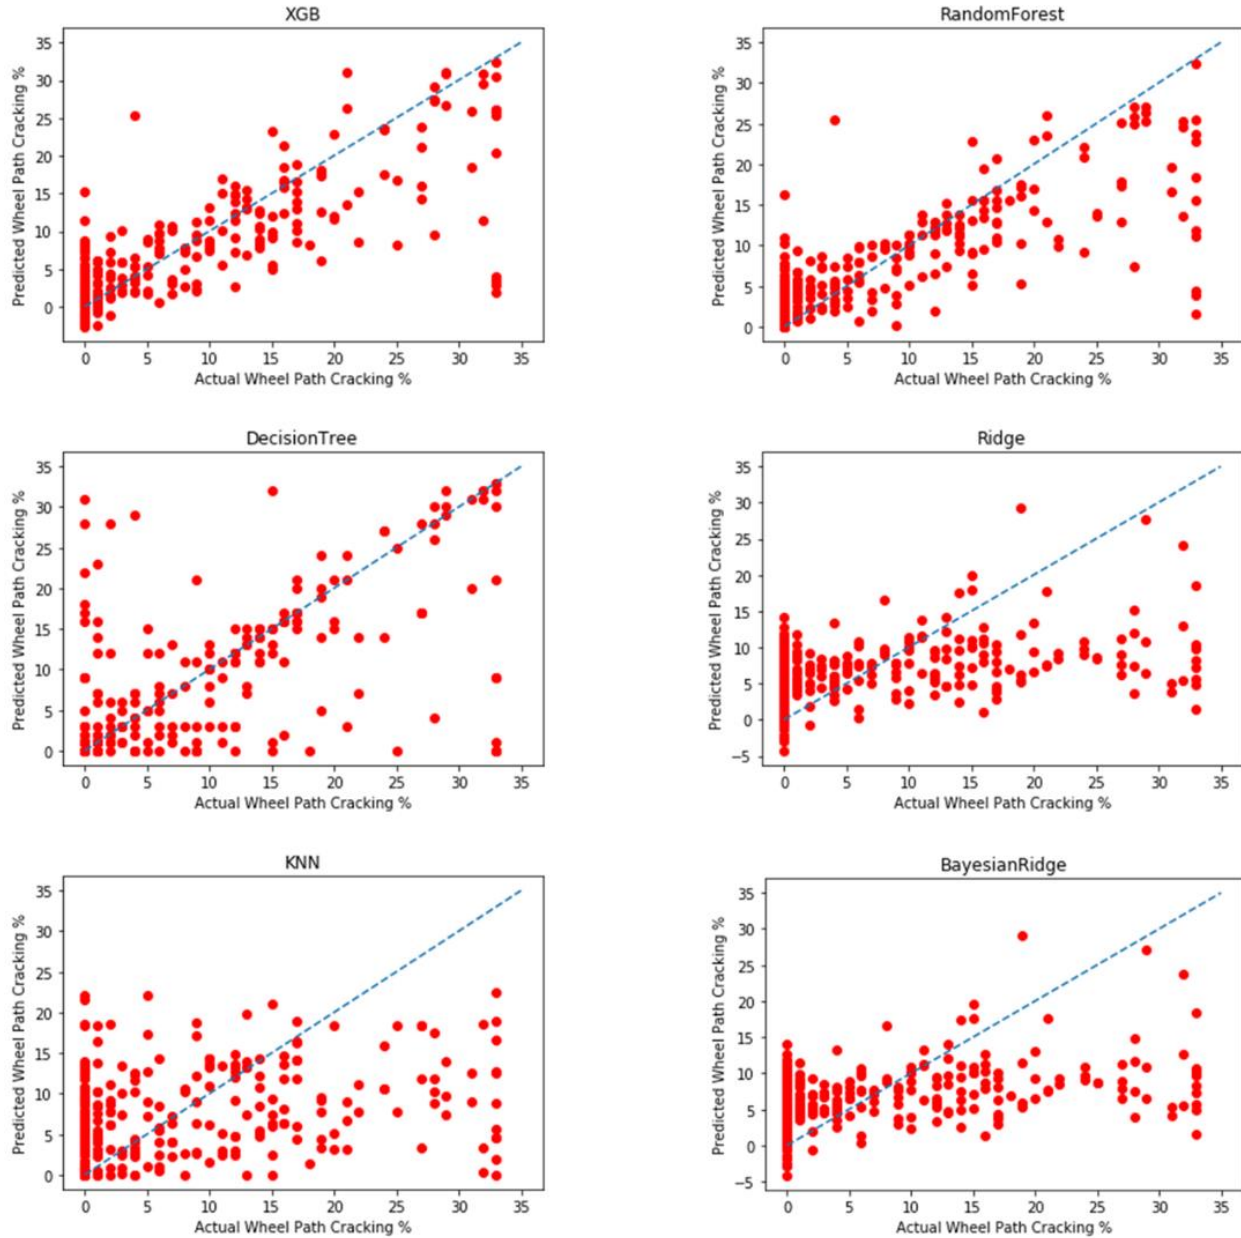 XGB
35
30
25
20
15
10
5
0
Predicted Wheel Path Cracking %
0 5 10 15 20 25 30 35
Actual Wheel Path Cracking %
RandomForest
35
30
25
20
15
10
5
0
Predicted Wheel Path Cracking %
0 5 10 15 20 25 30 35
Actual Wheel Path Cracking %
DecisionTree
35
30
25
20
15
10
5
0
Predicted Wheel Path Cracking %
0 5 10 15 20 25 30 35
Actual Wheel Path Cracking %
Ridge
35
30
25
20
15
10
5
0
−5
Predicted Wheel Path Cracking %
0 5 10 15 20 25 30 35
Actual Wheel Path Cracking %
KNN
35
30
25
20
15
10
5
0
Predicted Wheel Path Cracking %
0 5 10 15 20 25 30 35
Actual Wheel Path Cracking %
BayesianRidge
35
30
25
20
15
10
5
0
−5
Predicted Wheel Path Cracking %
0 5 10 15 20 25 30 35
Actual Wheel Path Cracking %